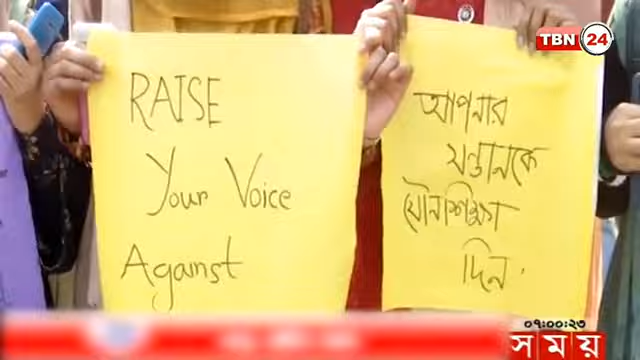 TBN 24
RAISE
Your Voice
Against
আপনার
সন্তানকে
যৌনশিক্ষা
দিন.
০৭:০০:২৩
সময়